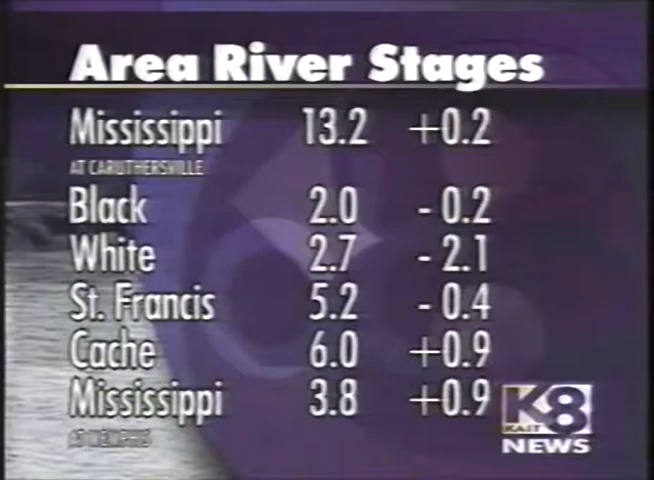 Area River Stages
Mississippi 13.2 +0.2
AT CARUTHERSVILLE
Black 2.0 - 0.2
White 2.7 - 2.1
St. Francis 5.2 - 0.4
Cache 6.0 +0.9
Mississippi 3.8 +0.9
AT MEMPHIS
K8
KAIT
NEWS